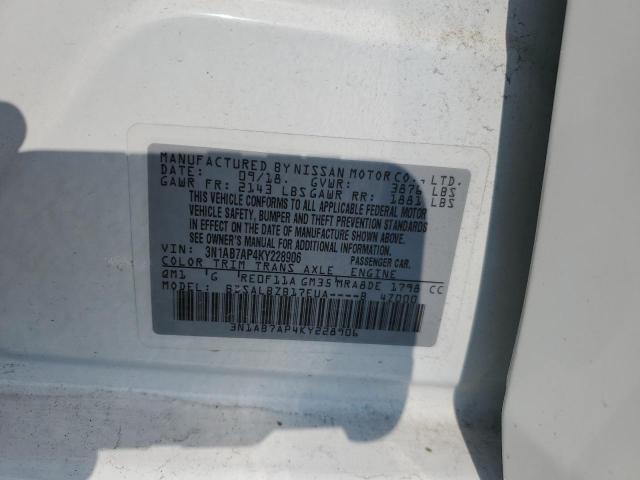 MANUFACTURED BY NISSAN MOTOR CO., LTD.
DATE: 09/18. GVWR: 3876 LBS
GAWR FR: 2143 LBS GAWR RR: 1881 LBS
THIS VEHICLE CONFORMS TO ALL APPLICABLE FEDERAL MOTOR
VEHICLE SAFETY, BUMPER AND THEFT PREVENTION STANDARDS
IN EFFECT ON THE DATE OF MANUFACTURE SHOWN ABOVE.
SEE OWNER'S MANUAL FOR ADDITIONAL INFORMATION.
VIN: 3N1AB7AP4KY228906 PASSENGER CAR.
COLOR TRIM TRANS AXLE ENGINE
QM1 'G 'RE0F11A GM35'MRA8DE 1798 CC
MODEL: ----B 47000
3N1AB7AP4KY228906